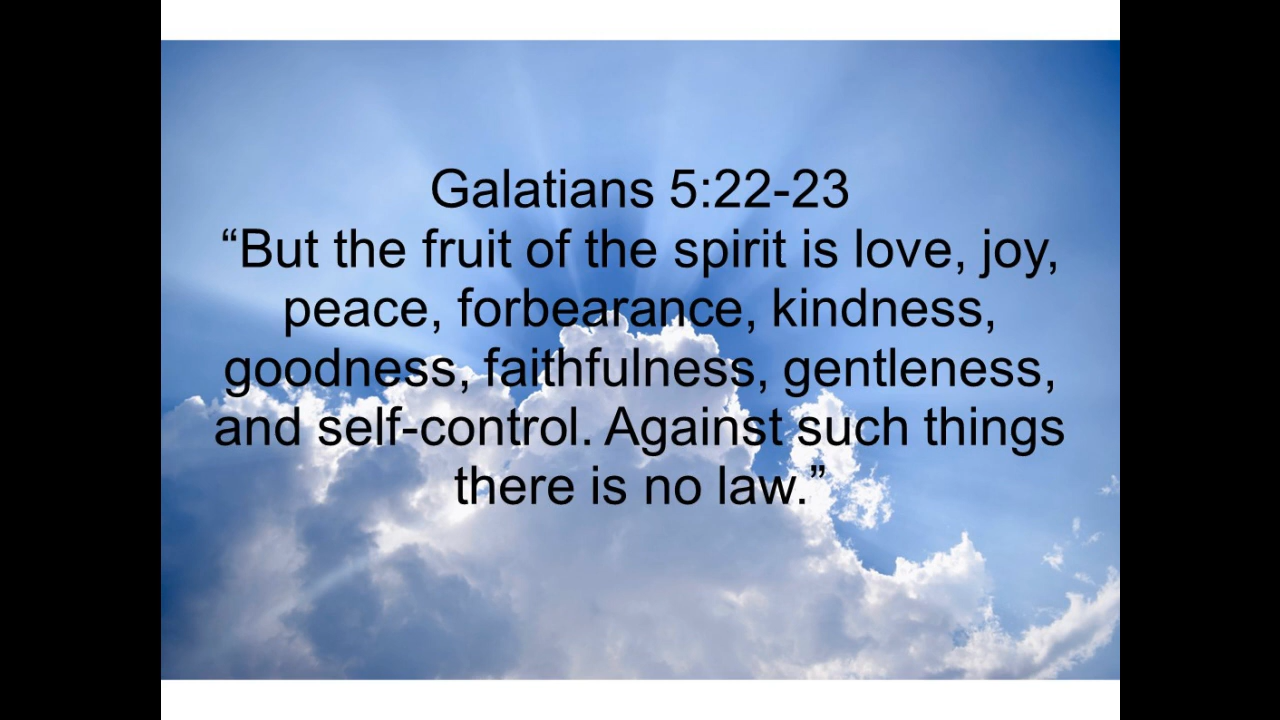 Galatians 5:22-23
“But the fruit of the spirit is love, joy,
peace, forbearance, kindness,
goodness, faithfulness, gentleness,
and self-control. Against such things
there is no law.”